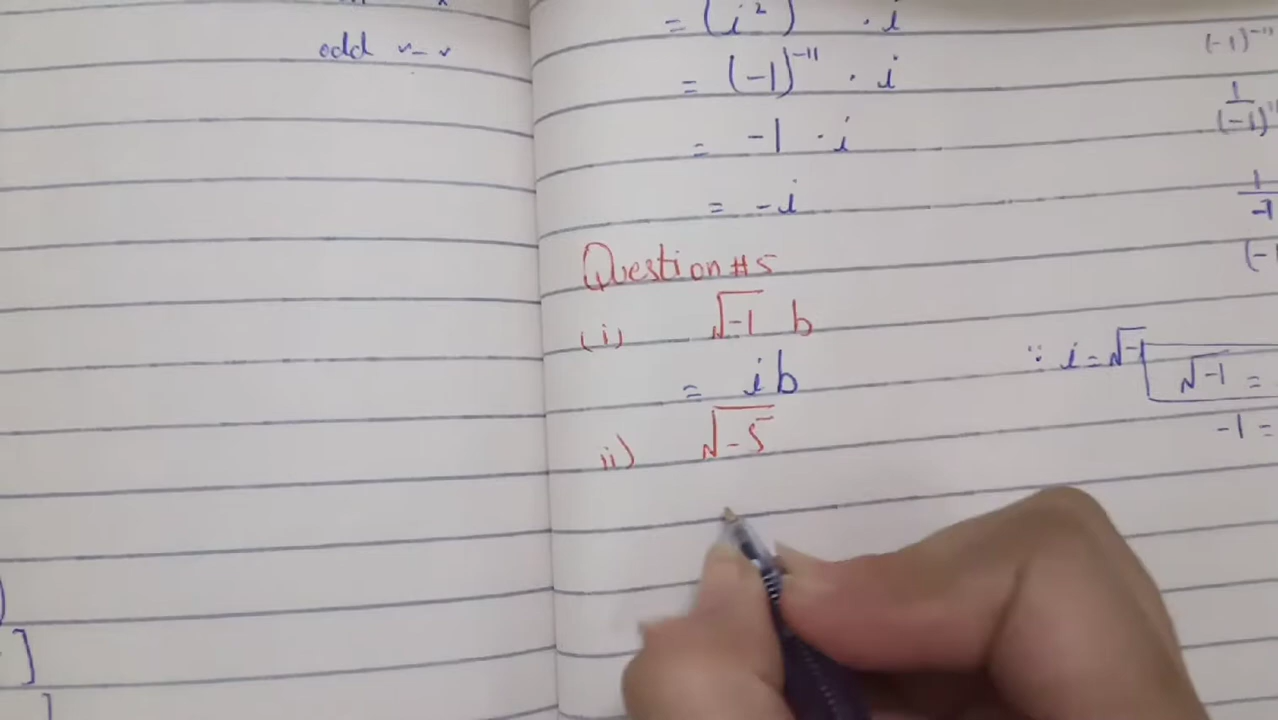 odd
= (i²) · i
= (-1)⁻¹¹ · i
= -1 · i
= -i
Question #5
(i) √-1 b
= ib
ii) √-5
(-1)⁻¹¹
1/(-1)¹¹
1/-1
(-1
∵ i = √-1
√-1 =
-1 =
)
]
]